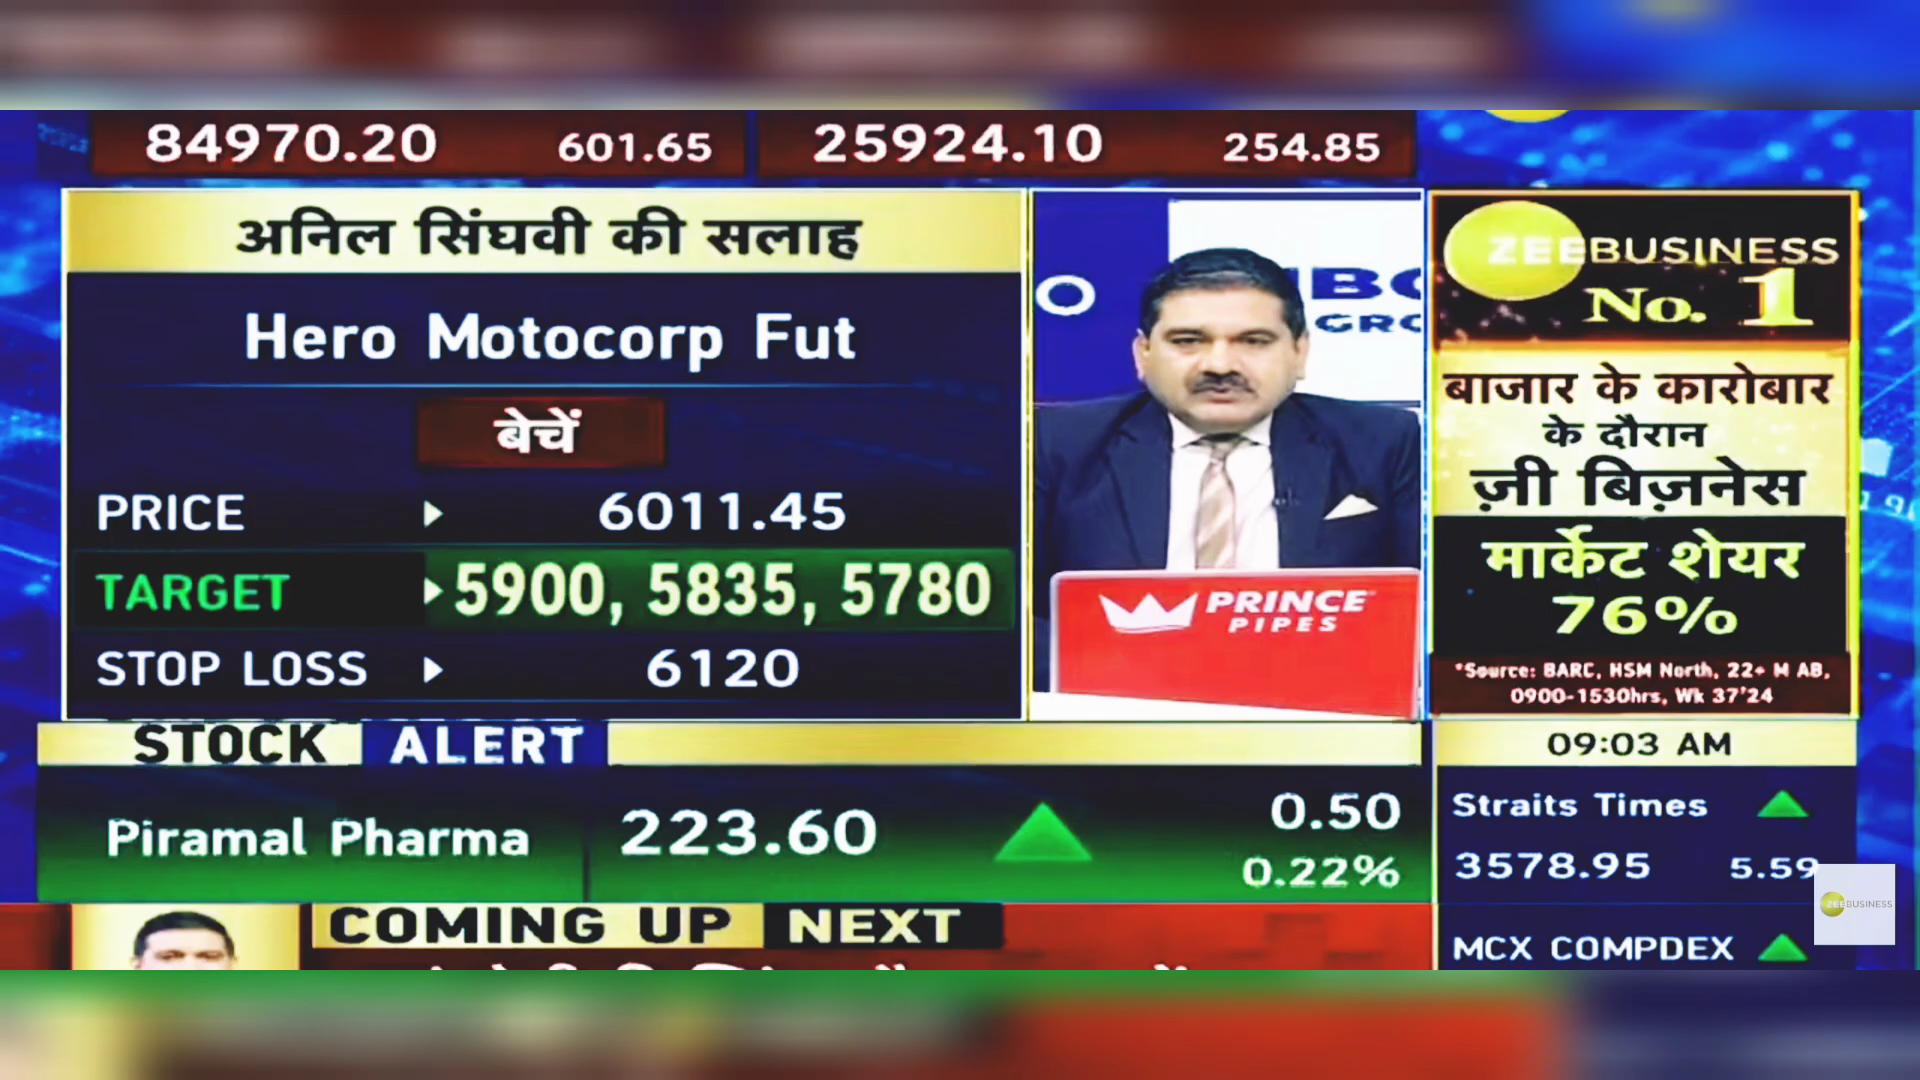 84970.20 601.65 25924.10 254.85
अनिल सिंघवी की सलाह
Hero Motocorp Fut
बेचें
PRICE 6011.45
TARGET 5900, 5835, 5780
STOP LOSS 6120
GRO
PRINCE
PIPES
ZEEBUSINESS
No. 1
बाजार के कारोबार
के दौरान
ज़ी बिज़नेस
मार्केट शेयर
76%
*Source: BARC, HSM North, 22+ M AB,
0900-1530hrs, Wk 37'24
STOCK ALERT
Piramal Pharma 223.60 0.50
0.22%
09:03 AM
Straits Times
3578.95 5.59
ZEEBUSINESS
MCX COMPDEX
COMING UP NEXT